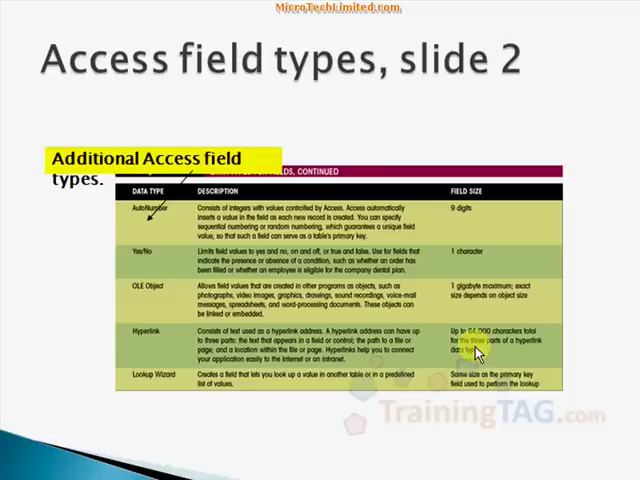 MicroTechLimited.com
Access field types, slide 2
Additional Access field
types.
FIELDS, CONTINUED
DATA TYPE DESCRIPTION FIELD SIZE
AutoNumber Consists of integers with values controlled by Access. Access automatically 9 digits
inserts a value in the field as each new record is created. You can specify
sequential numbering or random numbering, which guarantees a unique field
value, so that such a field can serve as a table's primary key.
Yes/No Limits field values to yes and no, on and off, or true and false. Use for fields that 1 character
indicate the presence or absence of a condition, such as whether an order has
been filled or whether an employee is eligible for the company dental plan.
OLE Object Allows field values that are created in other programs as objects, such as 1 gigabyte maximum; exact
photographs, video images, graphics, drawings, sound recordings, voice-mail size depends on object size
messages, spreadsheets, and word-processing documents. These objects can
be linked or embedded.
Hyperlink Consists of text used as a hyperlink address. A hyperlink address can have up Up to 64,000 characters total
to three parts: the text that appears in a field or control; the path to a file or for the three parts of a hyperlink
page; and a location within the file or page. Hyperlinks help you to connect data type
your application easily to the Internet or an intranet.
Lookup Wizard Creates a field that lets you look up a value in another table or in a predefined Same size as the primary key
list of values. field used to perform the lookup
TrainingTAG.com